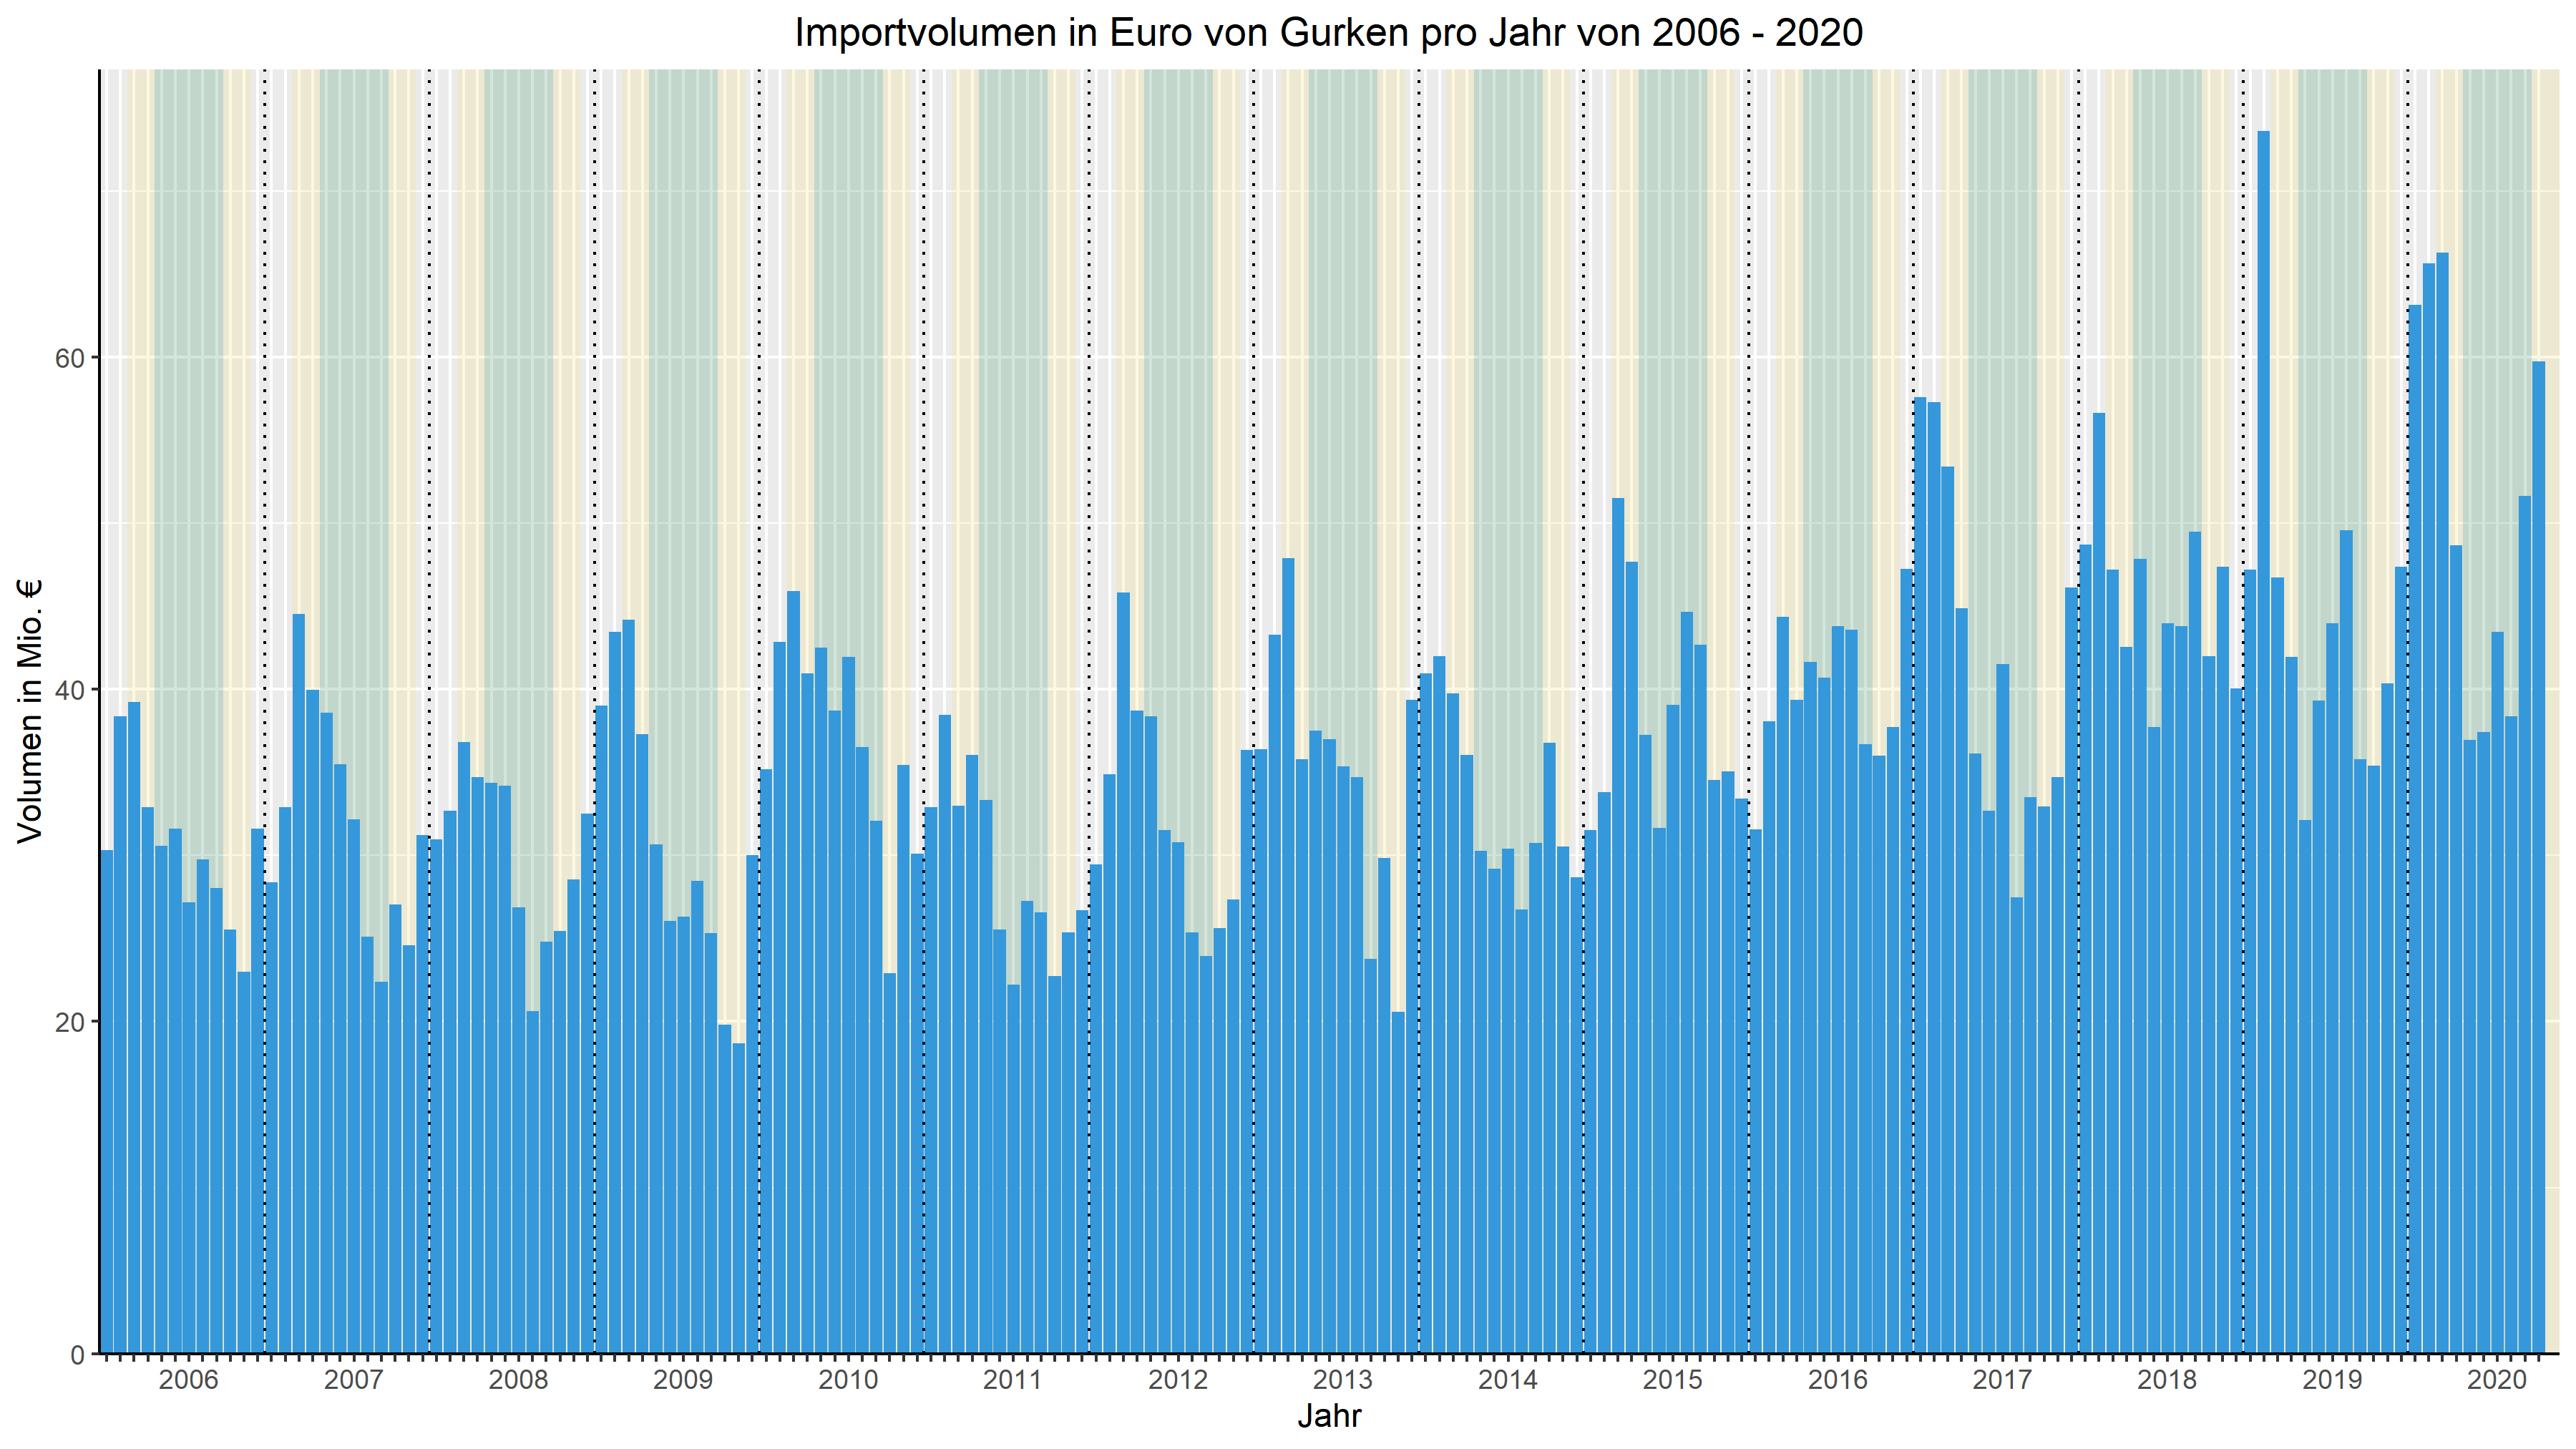 Importvolumen in Euro von Gurken pro Jahr von 2006 - 2020
Volumen in Mio. €
60
40
20
0
2006 2007 2008 2009 2010 2011 2012 2013 2014 2015 2016 2017 2018 2019 2020
Jahr